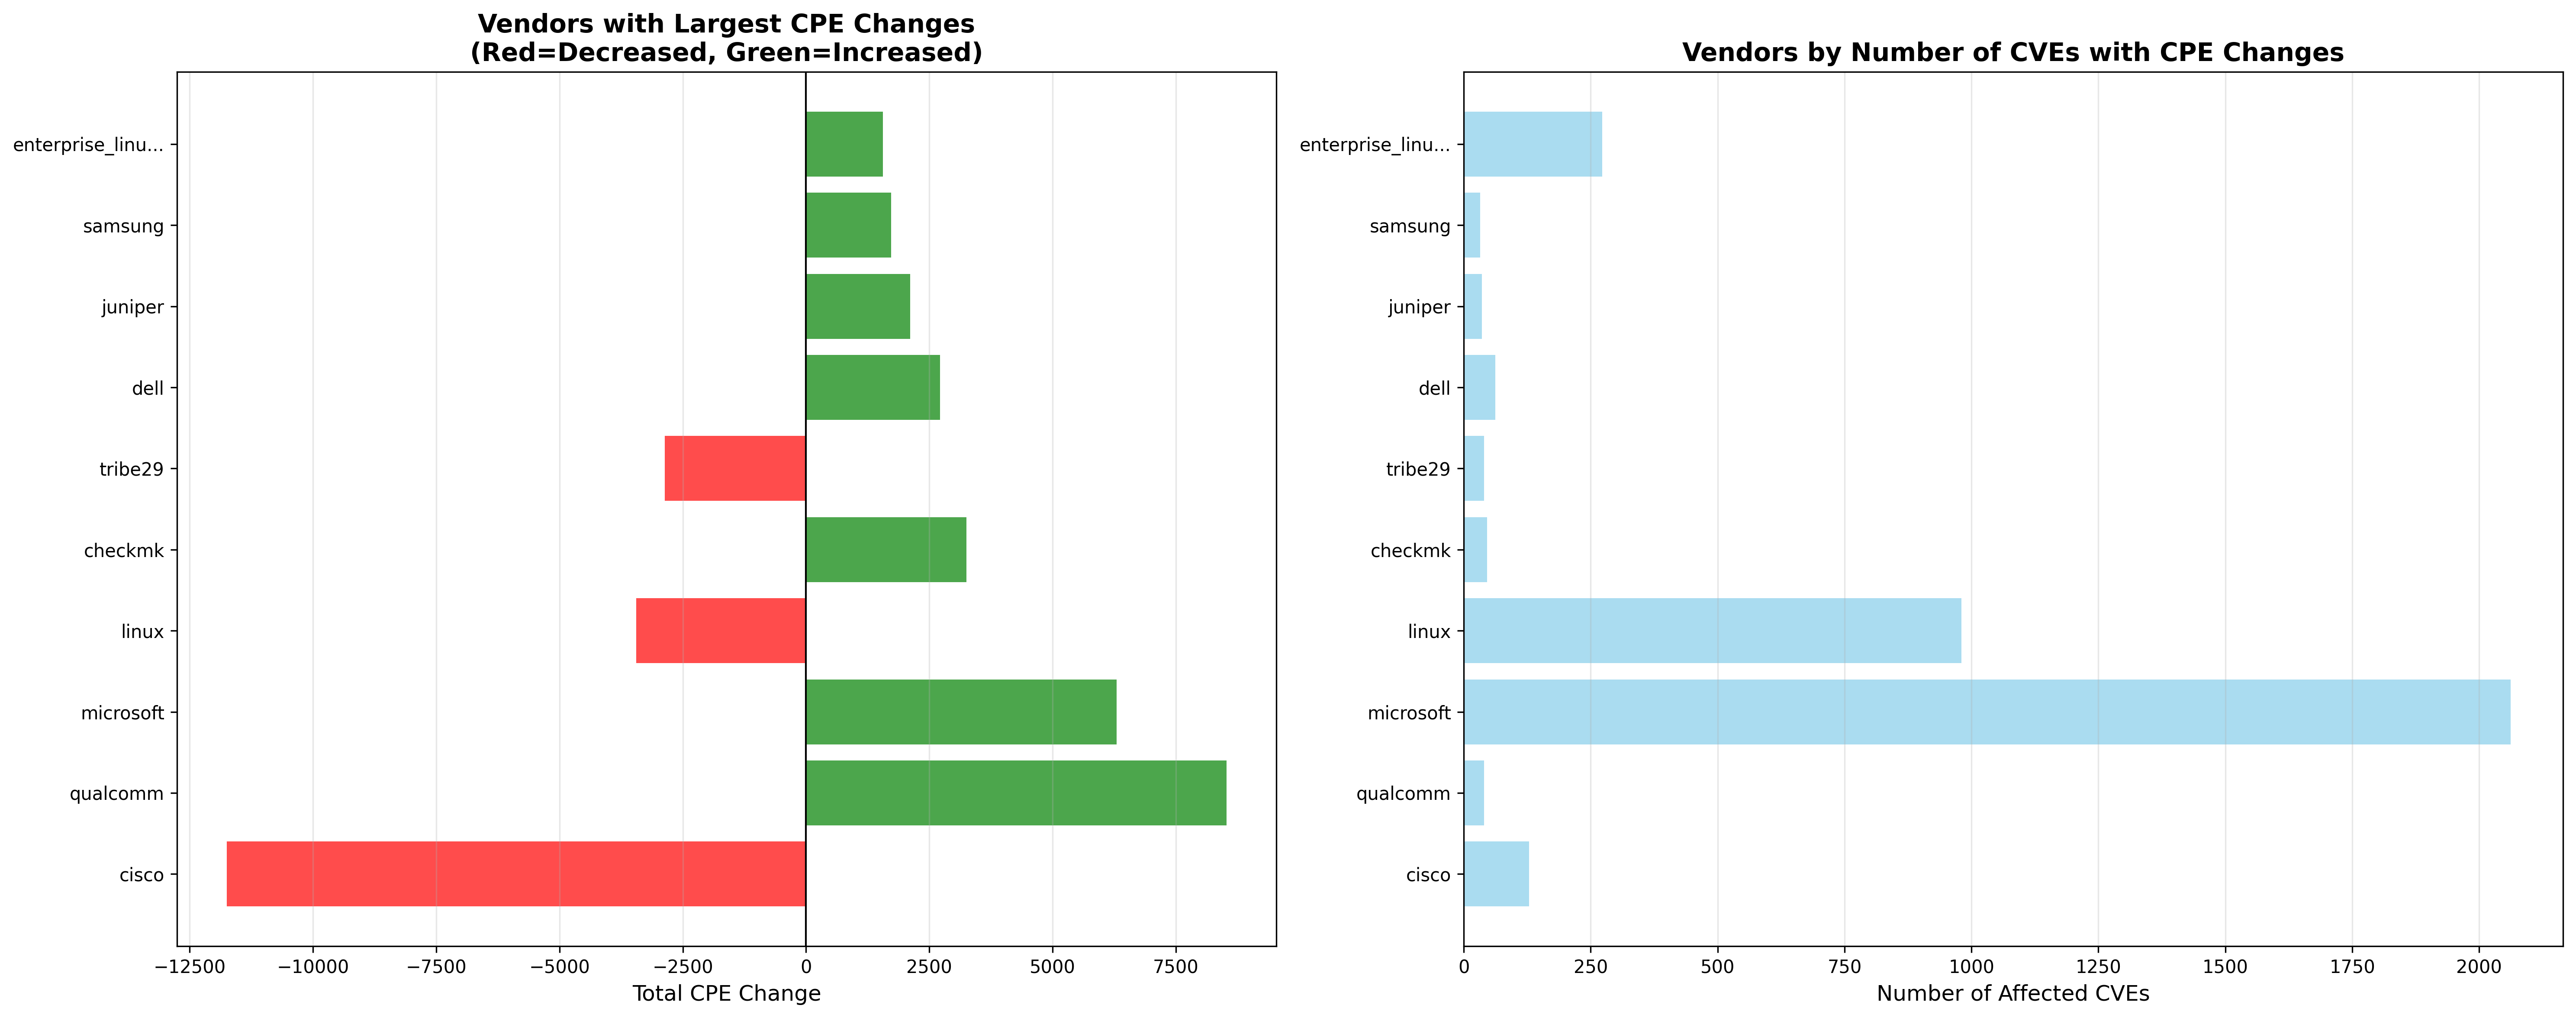 Vendors with Largest CPE Changes
(Red=Decreased, Green=Increased)
enterprise_linu...
samsung
juniper
dell
tribe29
checkmk
linux
microsoft
qualcomm
cisco
−12500 −10000 −7500 −5000 −2500 0 2500 5000 7500
Total CPE Change
Vendors by Number of CVEs with CPE Changes
enterprise_linu...
samsung
juniper
dell
tribe29
checkmk
linux
microsoft
qualcomm
cisco
0 250 500 750 1000 1250 1500 1750 2000
Number of Affected CVEs